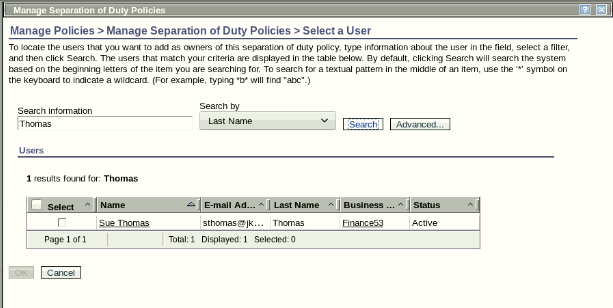 Manage Separation of Duty Policies
Manage Policies > Manage Separation of Duty Policies > Select a User
To locate the users that you want to add as owners of this separation of duty policy, type information about the user in the field, select a filter,
and then click Search. The users that match your criteria are displayed in the table below. By default, clicking Search will search the system
based on the beginning letters of the item you are searching for. To search for a textual pattern in the middle of an item, use the '*' symbol on
the keyboard to indicate a wildcard. (For example, typing *b* will find "abc".)
Search information
Search by
Thomas
Last Name
Search
Advanced...
Users
1 results found for: Thomas
Select Name E-mail Ad... Last Name Business ... Status
Sue Thomas sthomas@jk... Thomas Finance53 Active
Page 1 of 1 Total: 1 Displayed: 1 Selected: 0
OK Cancel